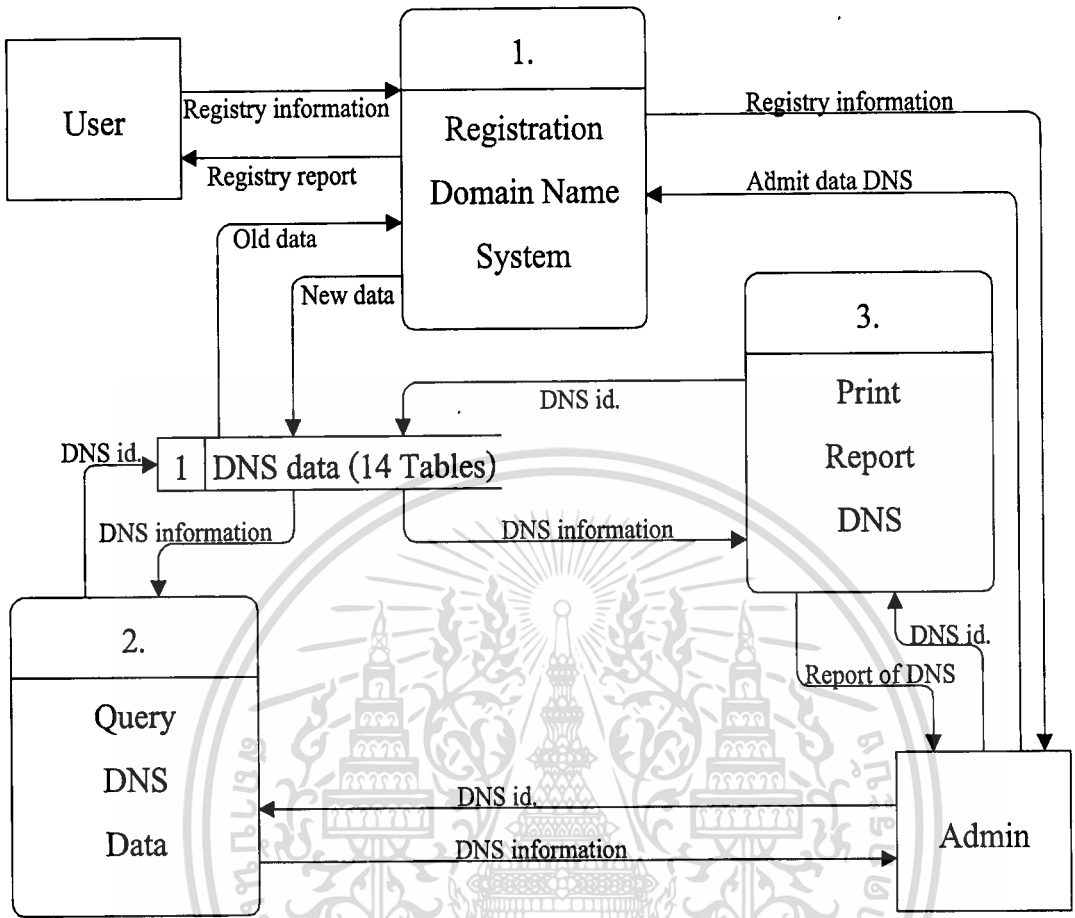 User
Registry information
Registry report
1.
Registration
Domain Name
System
Registry information
Admit data DNS
Old data
New data
3.
Print
Report
DNS
DNS id.
DNS id.
1 DNS data (14 Tables)
DNS information
DNS information
2.
Query
DNS
Data
DNS id.
Report of DNS
DNS id.
DNS information
Admin